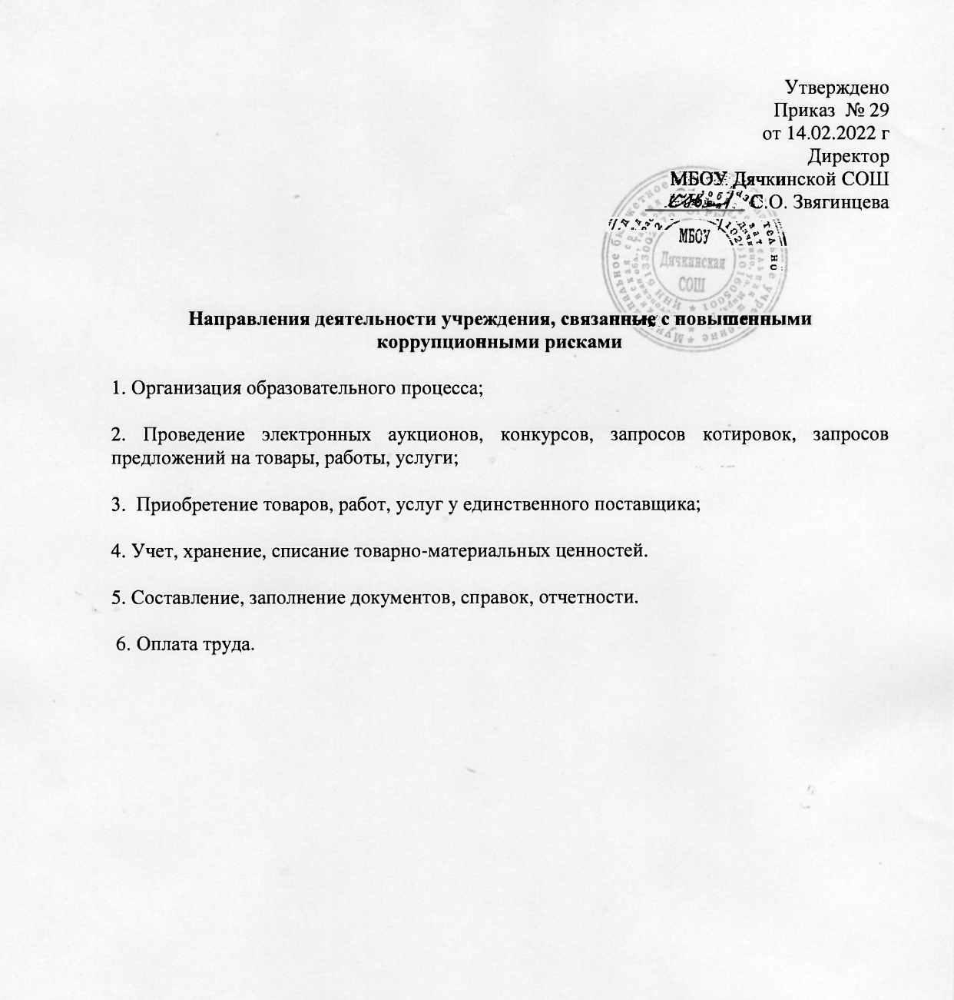 Утверждено
Приказ № 29
от 14.02.2022 г
Директор
МБОУ Дячкинской СОШ
С.О. Звягинцева
МБОУ
Дячкинская
СОШ
Направления деятельности учреждения, связанные с повышенными
коррупционными рисками
1. Организация образовательного процесса;
2. Проведение электронных аукционов, конкурсов, запросов котировок, запросов
предложений на товары, работы, услуги;
3. Приобретение товаров, работ, услуг у единственного поставщика;
4. Учет, хранение, списание товарно-материальных ценностей.
5. Составление, заполнение документов, справок, отчетности.
6. Оплата труда.